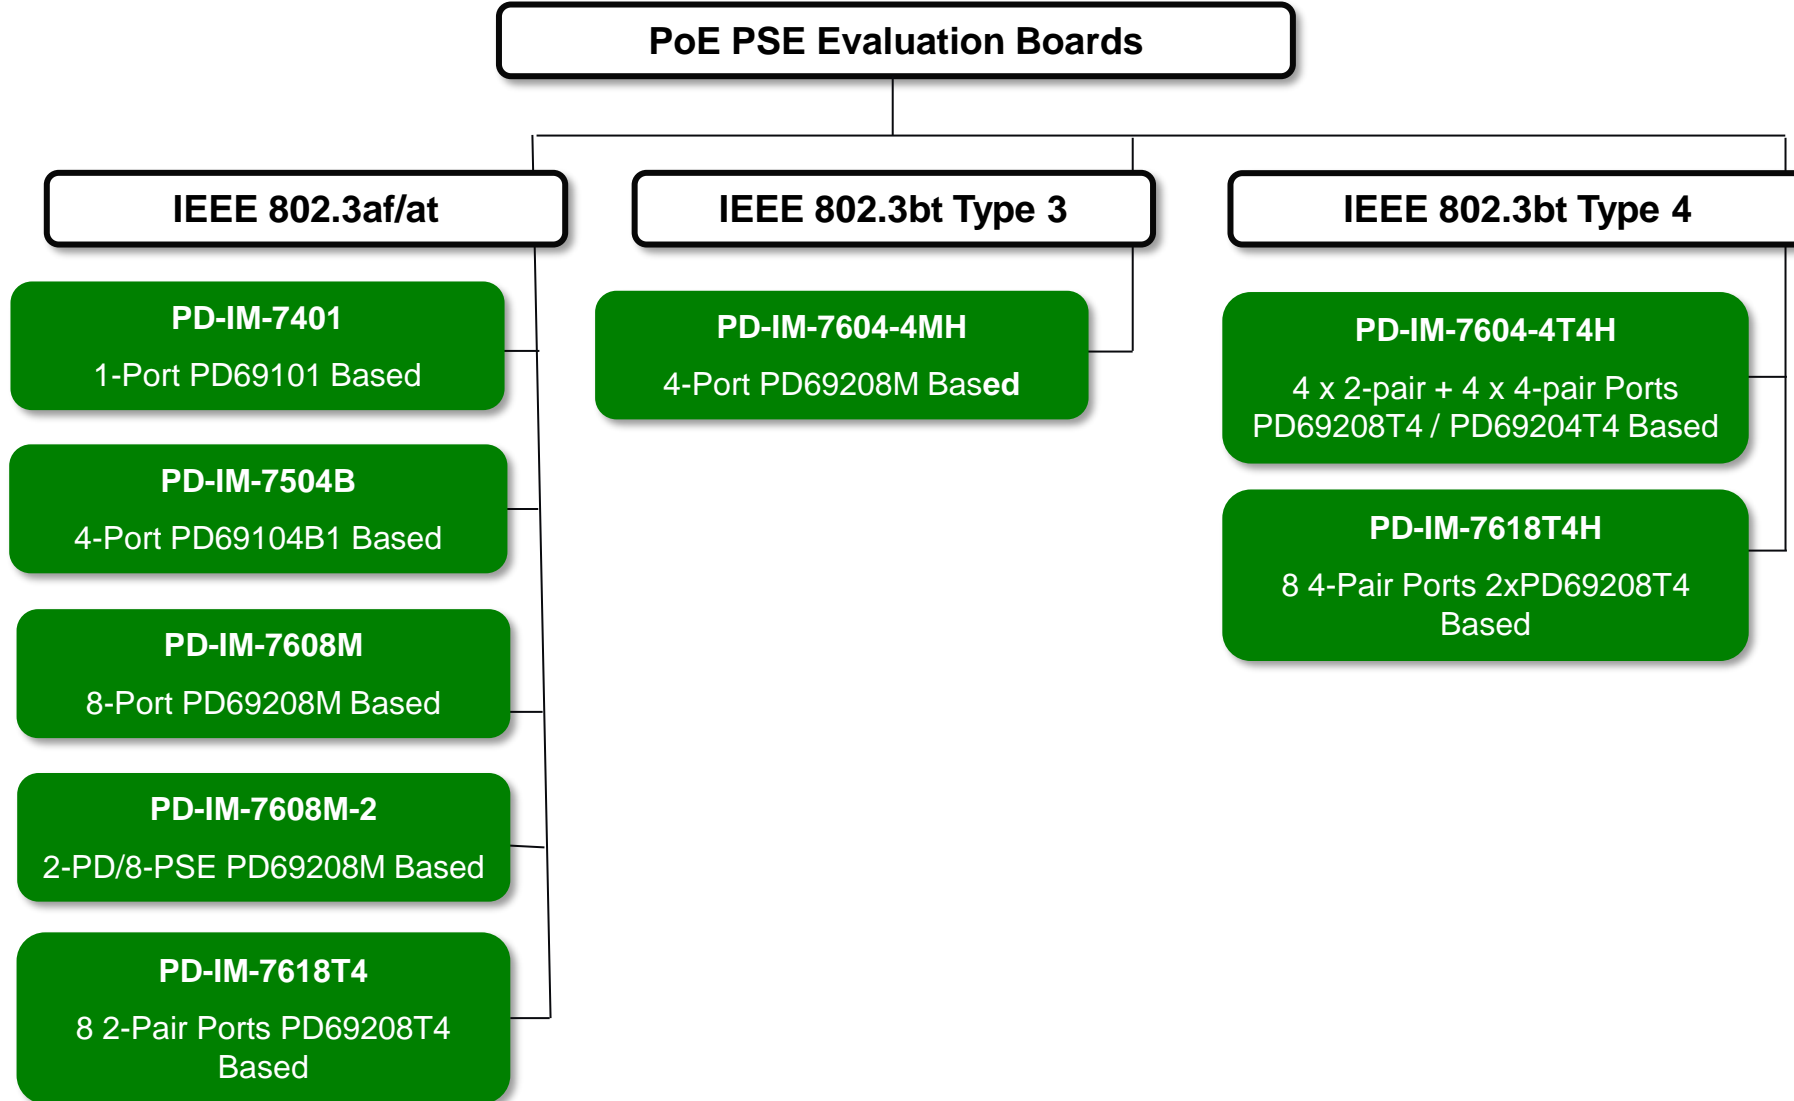 PoE PSE Evaluation Boards
IEEE 802.3af/at
PD-IM-7401
1-Port PD69101 Based
PD-IM-7504B
4-Port PD69104B1 Based
PD-IM-7608M
8-Port PD69208M Based
PD-IM-7608M-2
2-PD/8-PSE PD69208M Based
PD-IM-7618T4
8 2-Pair Ports PD69208T4
Based
IEEE 802.3bt Type 3
PD-IM-7604-4MH
4-Port PD69208M Based
IEEE 802.3bt Type 4
PD-IM-7604-4T4H
4 x 2-pair + 4 x 4-pair Ports
PD69208T4 / PD69204T4 Based
PD-IM-7618T4H
8 4-Pair Ports 2xPD69208T4
Based